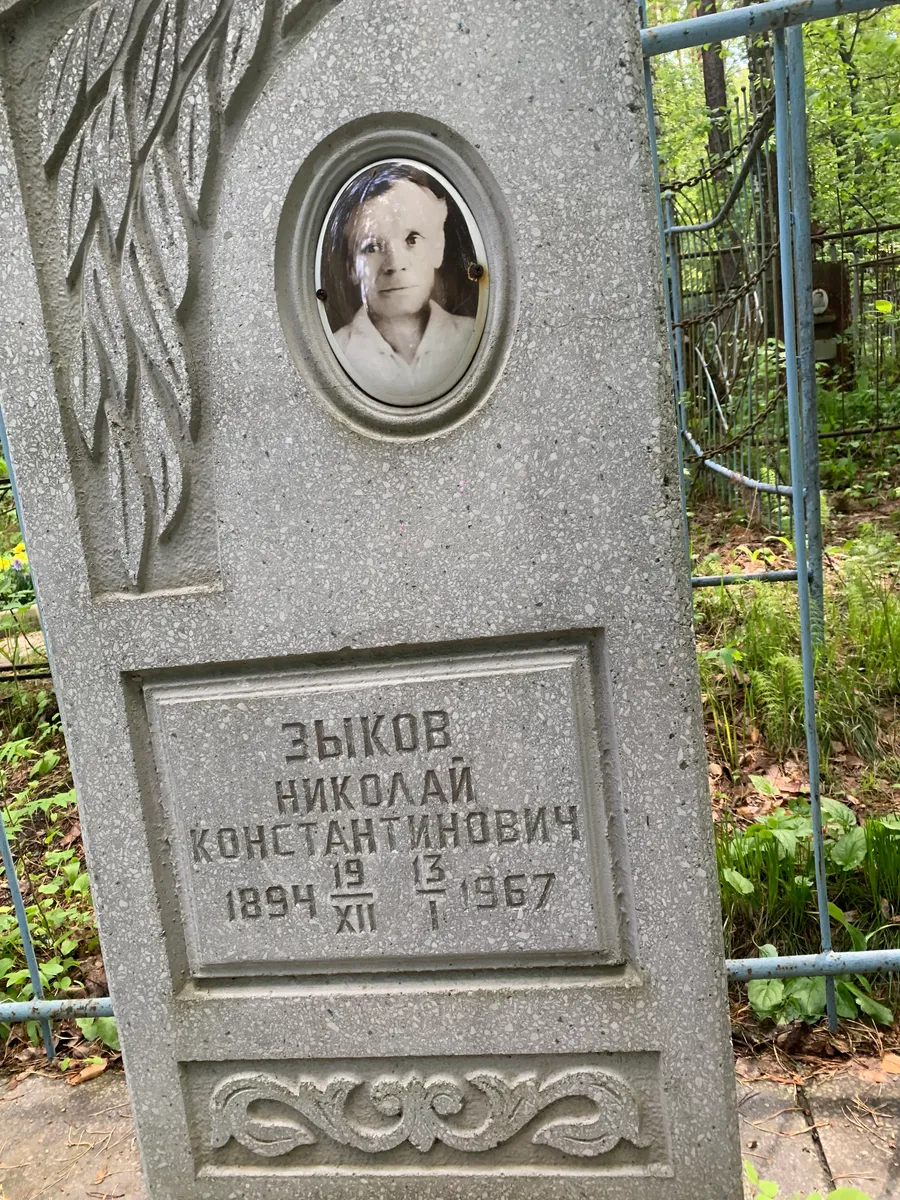 ЗЫКОВ
НИКОЛАЙ
КОНСТАНТИНОВИЧ
1894 19/XII 13/I 1967